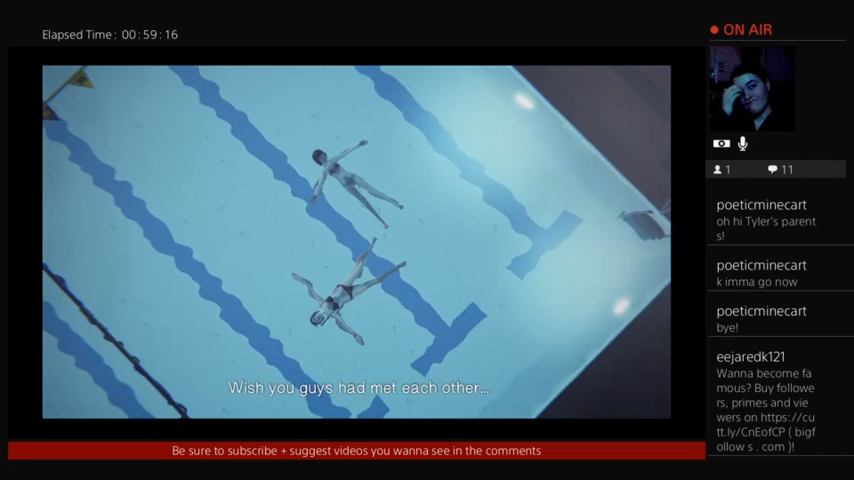 Elapsed Time: 00:59:16
ON AIR
1
11
poeticminecart
oh hi Tyler's parent
s!
poeticminecart
k imma go now
poeticminecart
bye!
eejaredk121
Wanna become fa
mous? Buy followe
rs, primes and vie
wers on https://cu
tt.ly/CnEofCP ( bigf
ollow s . com )!
Wish you guys had met each other...
Be sure to subscribe + suggest videos you wanna see in the comments